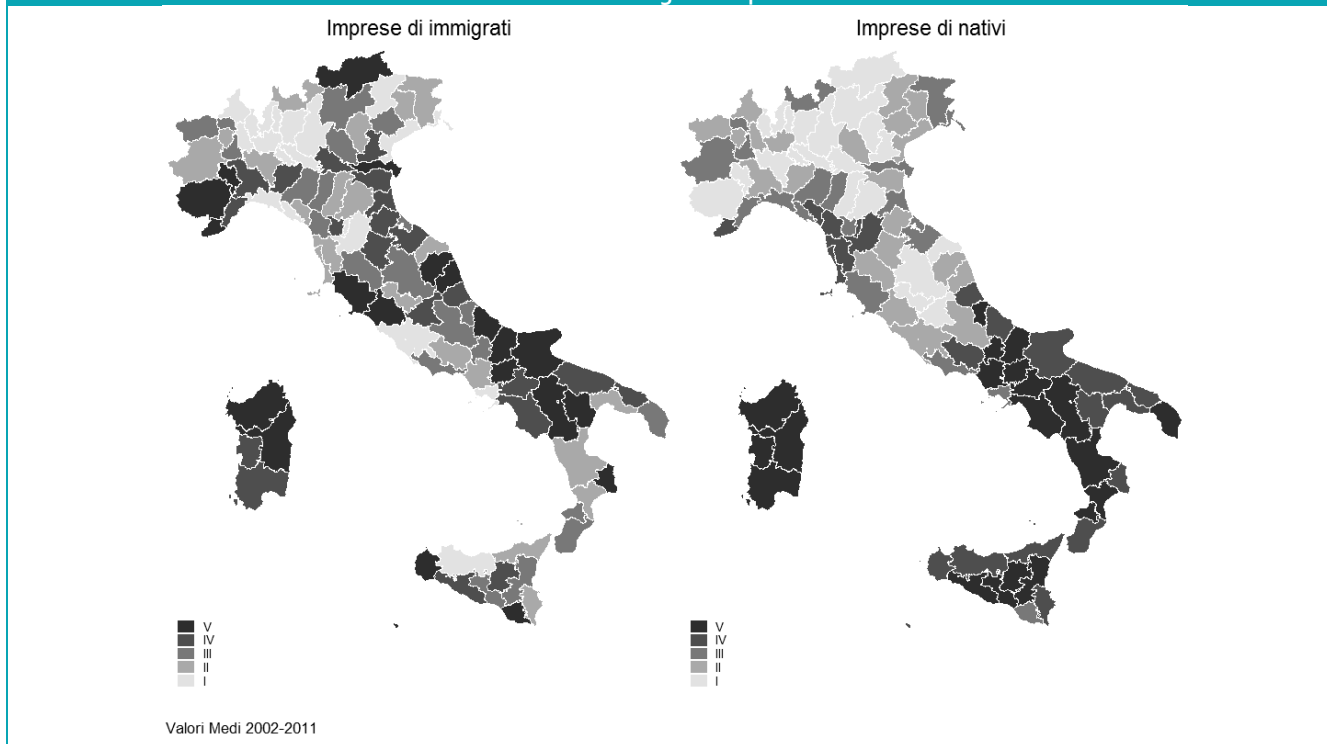 Imprese di immigrati
Imprese di nativi
V
IV
III
II
I
V
IV
III
II
I
Valori Medi 2002-2011